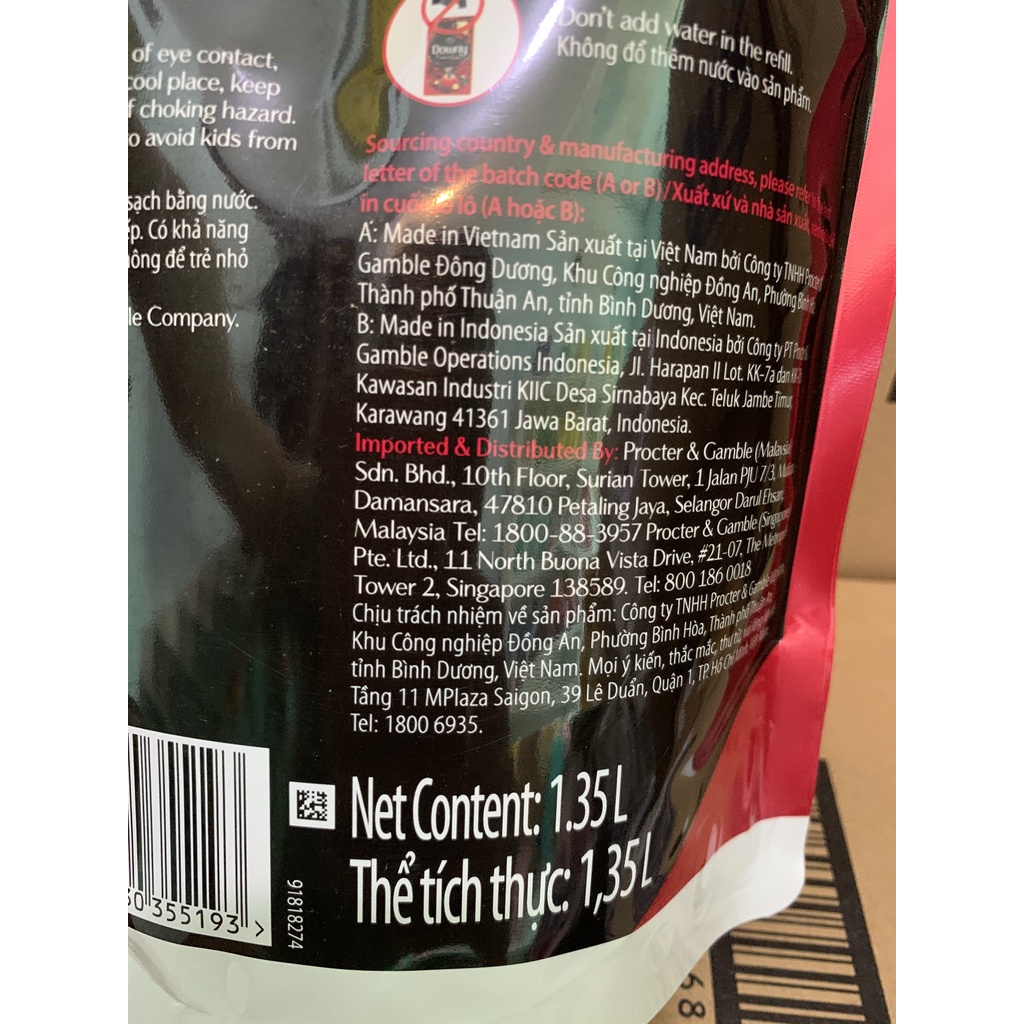 of eye contact,
cool place, keep
f choking hazard.
o avoid kids from
sạch bằng nước.
ẹp. Có khả năng
ông để trẻ nhỏ
le Company.
355193 >
Downy
Don't add water in the refill.
Không đổ thêm nước vào sản phẩm.
Sourcing country & manufacturing address, please refer to
letter of the batch code (A or B)/Xuất xứ và nhà sản xuất,
in cuối lô (A hoặc B):
A: Made in Vietnam Sản xuất tại Việt Nam bởi Công ty TNHH Procter
Gamble Đông Dương, Khu Công nghiệp Đồng An, Phường Bình
Thành phố Thuận An, tỉnh Bình Dương, Việt Nam.
B: Made in Indonesia Sản xuất tại Indonesia bởi Công ty PT Procter
Gamble Operations Indonesia, Jl. Harapan II Lot. KK-7a dan
Kawasan Industri KIIC Desa Sirnabaya Kec. Teluk Jambe Timur,
Karawang 41361 Jawa Barat, Indonesia.
Imported & Distributed By: Procter & Gamble (Malaysia)
Sdn. Bhd., 10th Floor, Surian Tower, 1 Jalan PJU 7/3,
Damansara, 47810 Petaling Jaya, Selangor Darul Ehsan,
Malaysia Tel: 1800-88-3957 Procter & Gamble (Singapore)
Pte. Ltd., 11 North Buona Vista Drive, #21-07, The
Tower 2, Singapore 138589. Tel: 800 186 0018
Chịu trách nhiệm về sản phẩm: Công ty TNHH Procter &
Khu Công nghiệp Đồng An, Phường Bình Hòa, Thành phố Thuận An,
tỉnh Bình Dương, Việt Nam. Mọi ý kiến, thắc mắc, thư từ
Tầng 11 MPlaza Saigon, 39 Lê Duẩn, Quận 1, TP. Hồ Chí Minh,
Tel: 1800 6935.
91818274
Net Content: 1.35 L
Thể tích thực: 1,35 L
68